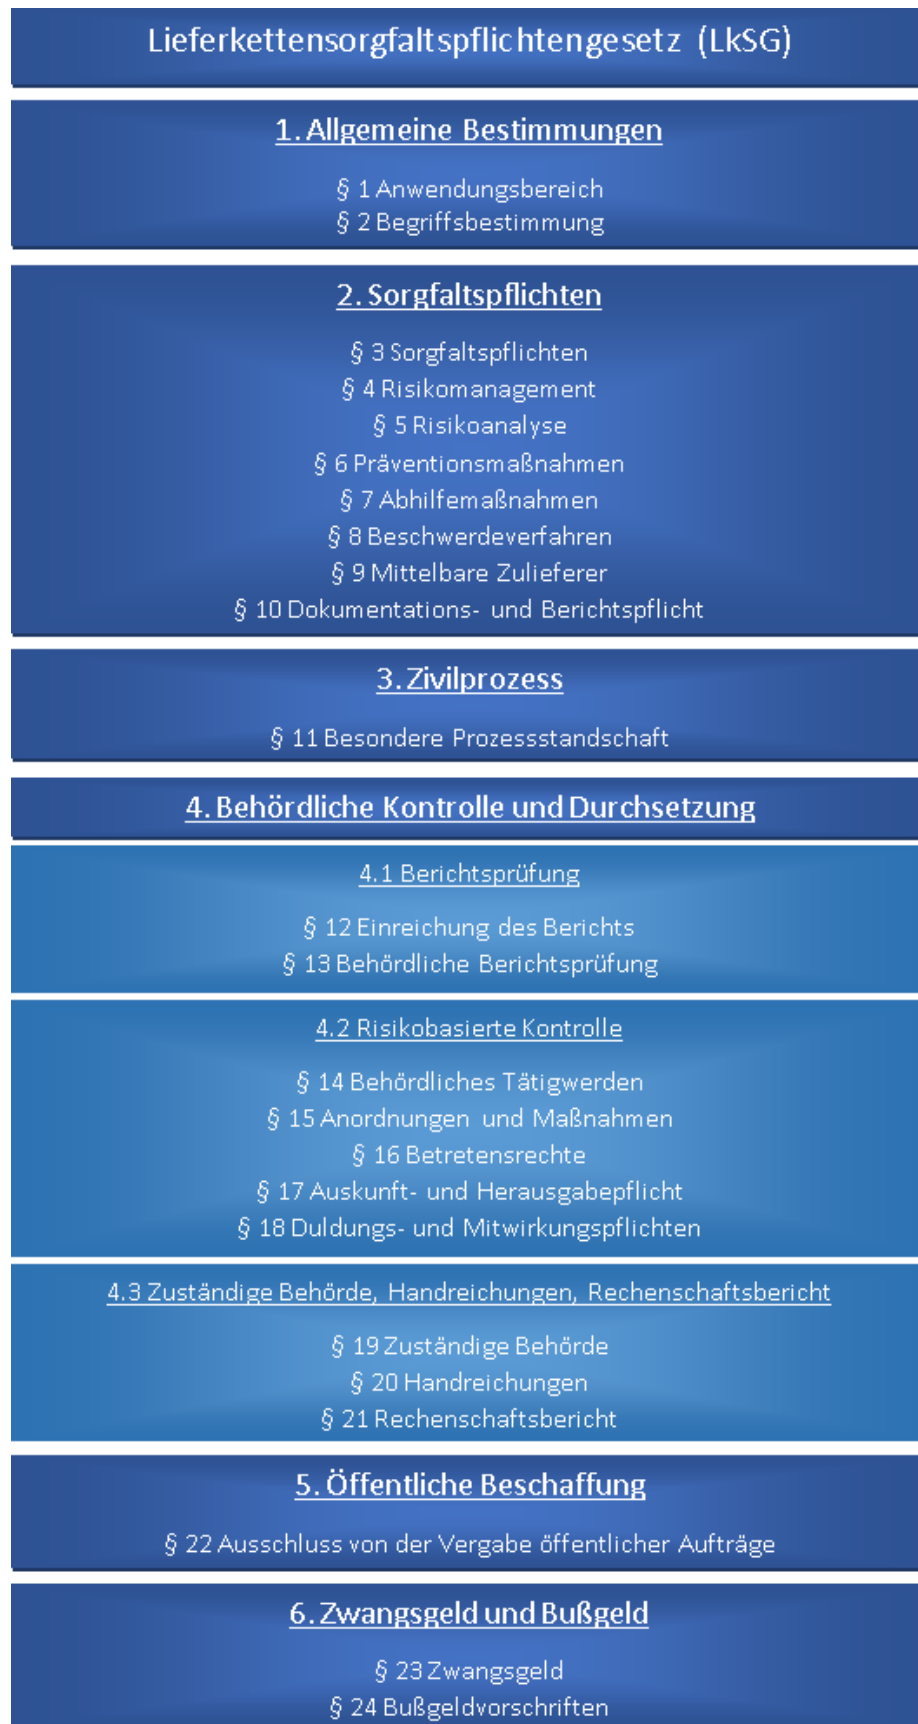 Lieferkettensorgfaltspflichtengesetz (LkSG)
1. Allgemeine Bestimmungen
§ 1 Anwendungsbereich
§ 2 Begriffsbestimmung
2. Sorgfaltspflichten
§ 3 Sorgfaltspflichten
§ 4 Risikomanagement
§ 5 Risikoanalyse
§ 6 Präventionsmaßnahmen
§ 7 Abhilfemaßnahmen
§ 8 Beschwerdeverfahren
§ 9 Mittelbare Zulieferer
§ 10 Dokumentations- und Berichtspflicht
3. Zivilprozess
§ 11 Besondere Prozessstandschaft
4. Behördliche Kontrolle und Durchsetzung
4.1 Berichtsprüfung
§ 12 Einreichung des Berichts
§ 13 Behördliche Berichtsprüfung
4.2 Risikobasierte Kontrolle
§ 14 Behördliches Tätigwerden
§ 15 Anordnungen und Maßnahmen
§ 16 Betretensrechte
§ 17 Auskunft- und Herausgabepflicht
§ 18 Duldungs- und Mitwirkungspflichten
4.3 Zuständige Behörde, Handreichungen, Rechenschaftsbericht
§ 19 Zuständige Behörde
§ 20 Handreichungen
§ 21 Rechenschaftsbericht
5. Öffentliche Beschaffung
§ 22 Ausschluss von der Vergabe öffentlicher Aufträge
6. Zwangsgeld und Bußgeld
§ 23 Zwangsgeld
§ 24 Bußgeldvorschriften